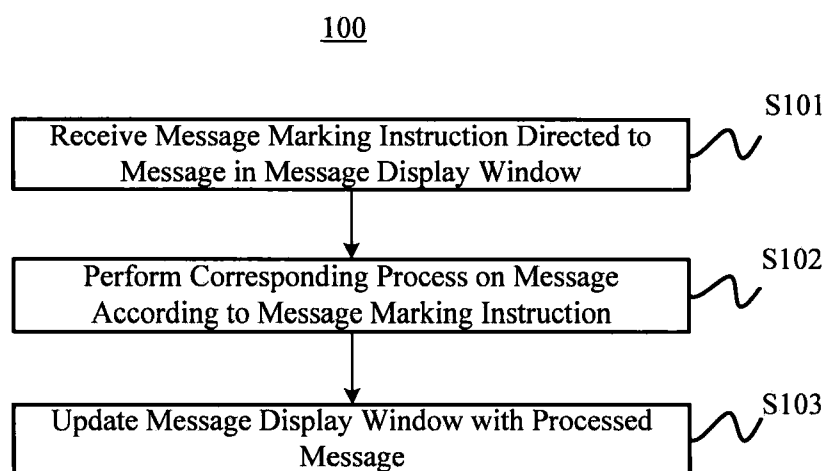 100
S101
Receive Message Marking Instruction Directed to
Message in Message Display Window
S102
Perform Corresponding Process on Message
According to Message Marking Instruction
S103
Update Message Display Window with Processed
Message